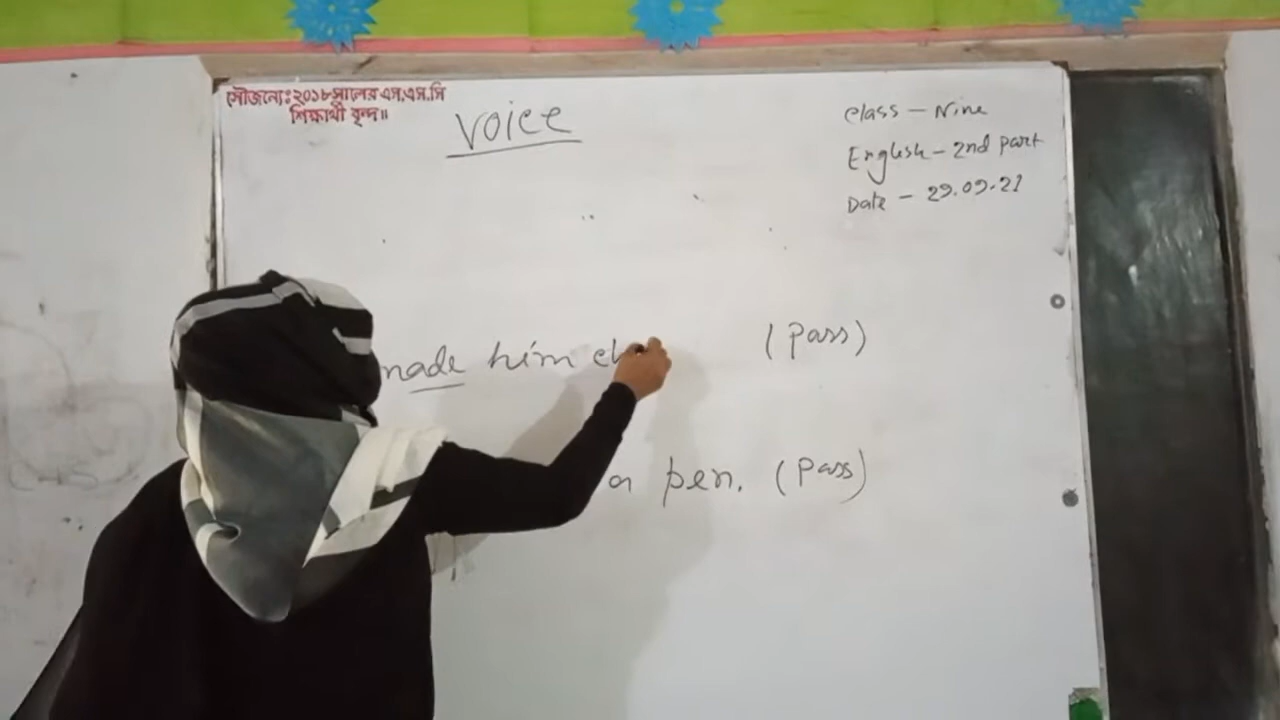 সৌজন্যেঃ২০১৮সালের এস.এস.সি
শিক্ষার্থী বৃন্দ॥
Voice
Class - Nine
English - 2nd part
Date - 29.09.21
made him (Pass)
a pen. (Pass)